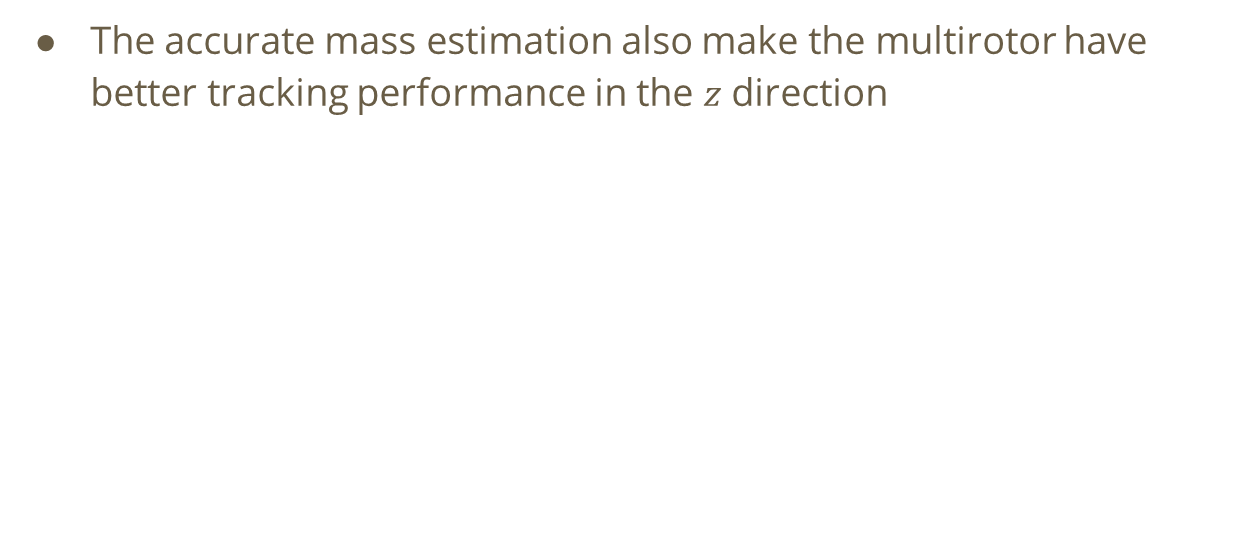 ● The accurate mass estimation also make the multirotor have
better tracking performance in the z direction